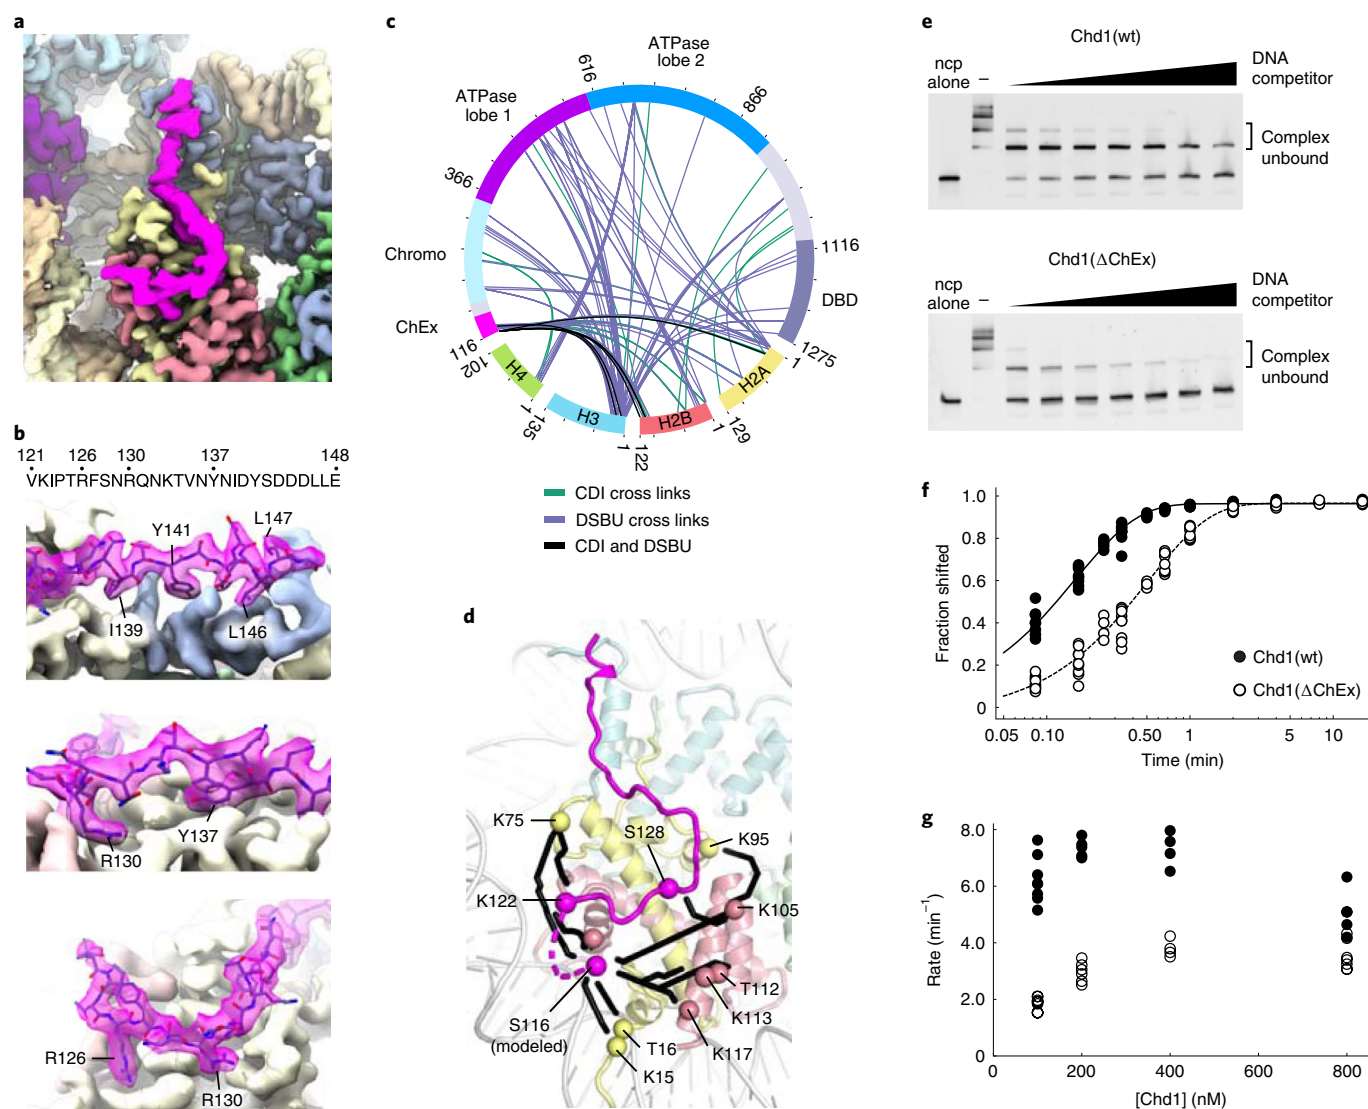 a
b
121 126 130 137 148
VKIPTRFSNRQNKTVNYNIDYSDDDLLE
Y141
L147
I139
L146
R130
Y137
R126
R130
c
ATPase
lobe 2
616
866
ATPase
lobe 1
366
Chromo
ChEx
116
102
H4
1
135
H3
1
122
H2B
1
129
H2A
1
1275
DBD
1116
CDI cross links
DSBU cross links
CDI and DSBU
d
K75
S128
K95
K122
K105
T112
K113
S116
(modeled)
T16
K117
K15
e
Chd1(wt)
ncp
alone
–
DNA
competitor
Complex
unbound
Chd1(ΔChEx)
ncp
alone
–
DNA
competitor
Complex
unbound
f
Fraction shifted
1.0
0.8
0.6
0.4
0.2
0
Chd1(wt)
Chd1(ΔChEx)
0.05 0.10 0.50 1 5 10
Time (min)
g
Rate (min⁻¹)
8.0
6.0
4.0
2.0
0
0 200 400 600 800
[Chd1] (nM)